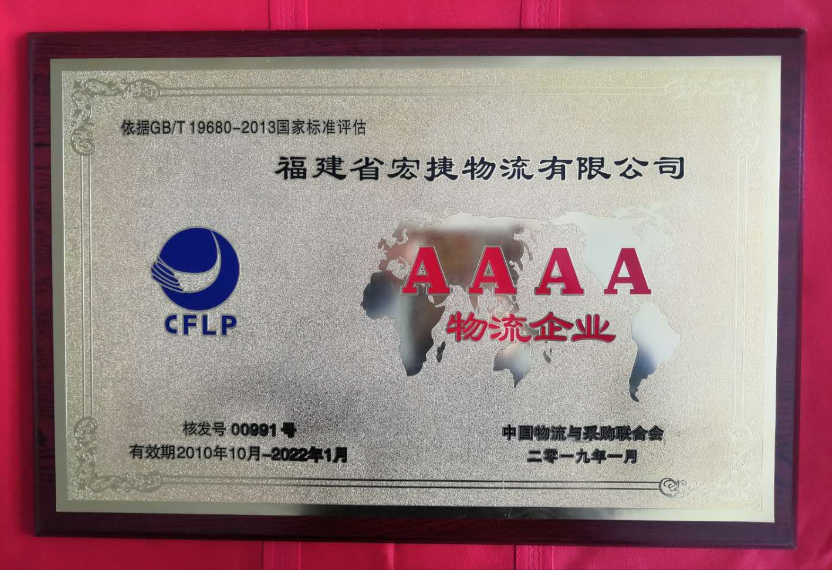 依据GB/T 19680-2013国家标准评估
福建省宏捷物流有限公司
AAAA
物流企业
CFLP
核发号 00991 号
有效期2010年10月-2022年1月
中国物流与采购联合会
二零一九年一月